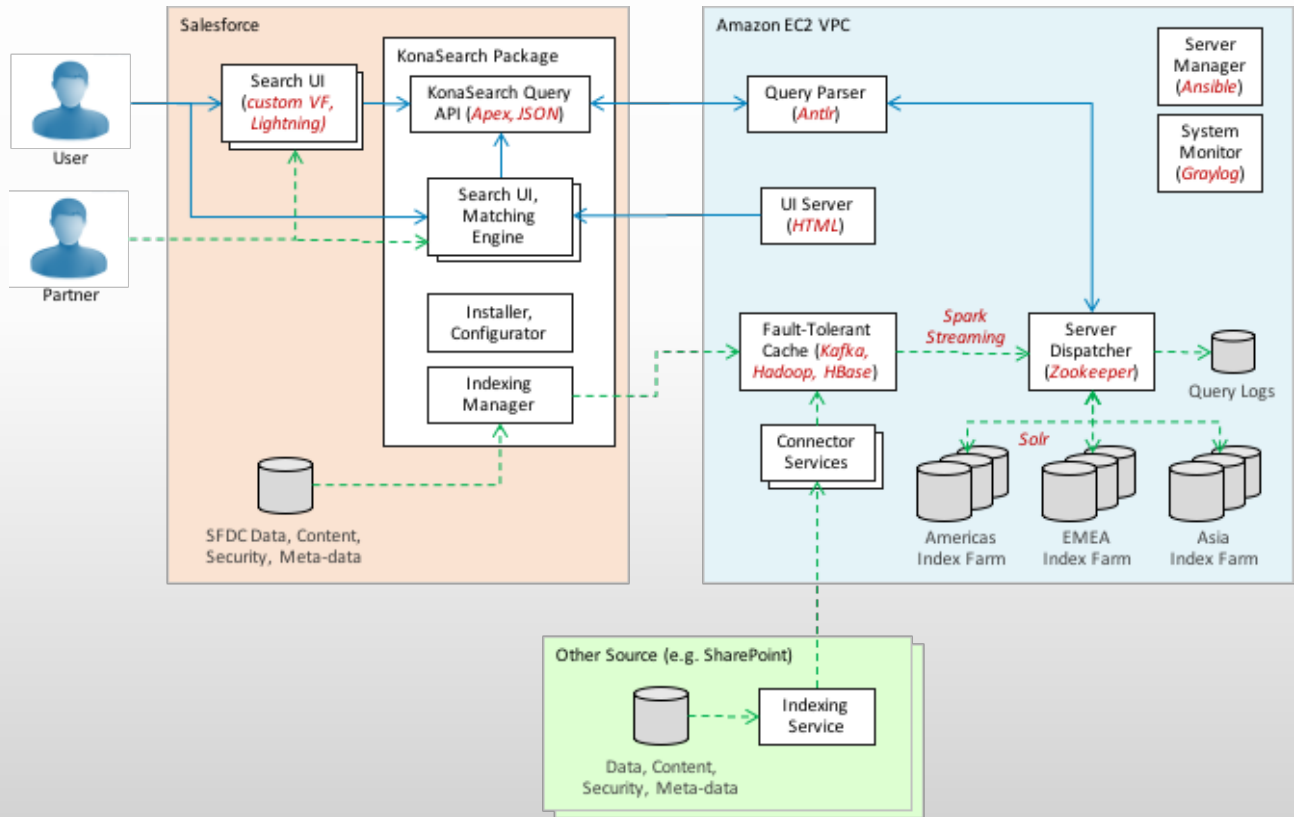 Salesforce
Amazon EC2 VPC
User
Partner
Search UI
(custom VF,
Lightning)
KonaSearch Package
KonaSearch Query
API (Apex, JSON)
Search UI,
Matching
Engine
Installer,
Configurator
Indexing
Manager
SFDC Data, Content,
Security, Meta-data
Query Parser
(Antlr)
UI Server
(HTML)
Server
Manager
(Ansible)
System
Monitor
(Graylog)
Fault-Tolerant
Cache (Kafka,
Hadoop, HBase)
Spark
Streaming
Server
Dispatcher
(Zookeeper)
Query Logs
Connector
Services
Solr
Americas
Index Farm
EMEA
Index Farm
Asia
Index Farm
Other Source (e.g. SharePoint)
Indexing
Service
Data, Content,
Security, Meta-data